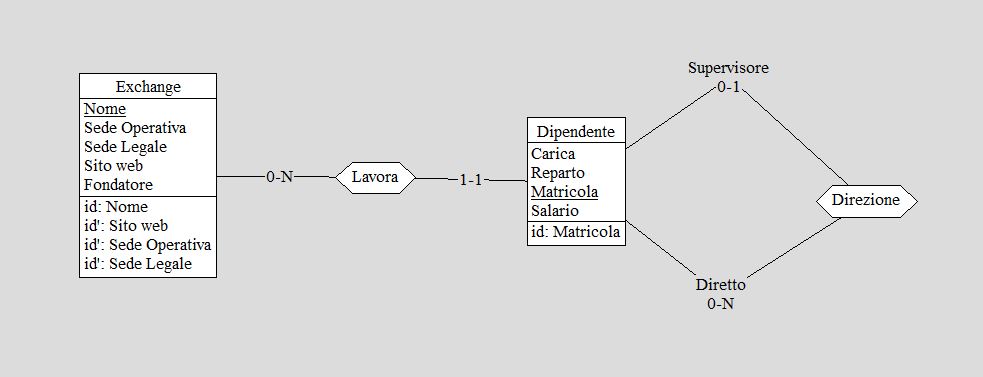 Exchange
Nome
Sede Operativa
Sede Legale
Sito web
Fondatore
id: Nome
id': Sito web
id': Sede Operativa
id': Sede Legale
0-N
Lavora
1-1
Dipendente
Carica
Reparto
Matricola
Salario
id: Matricola
Supervisore
0-1
Direzione
Diretto
0-N